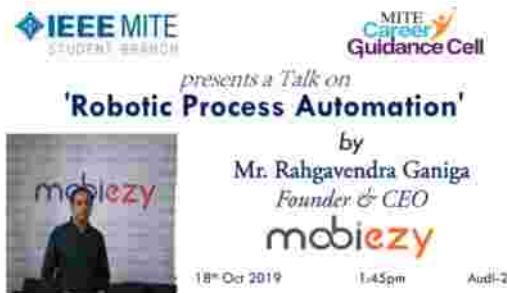 IEEE MITE
STUDENT BRANCH
MITE
Career
Guidance Cell
presents a Talk on
'Robotic Process Automation'
by
Mr. Rahgavendra Ganiga
Founder & CEO
mobiezy
mobiezy
18th Oct 2019 1:45pm Audi-2